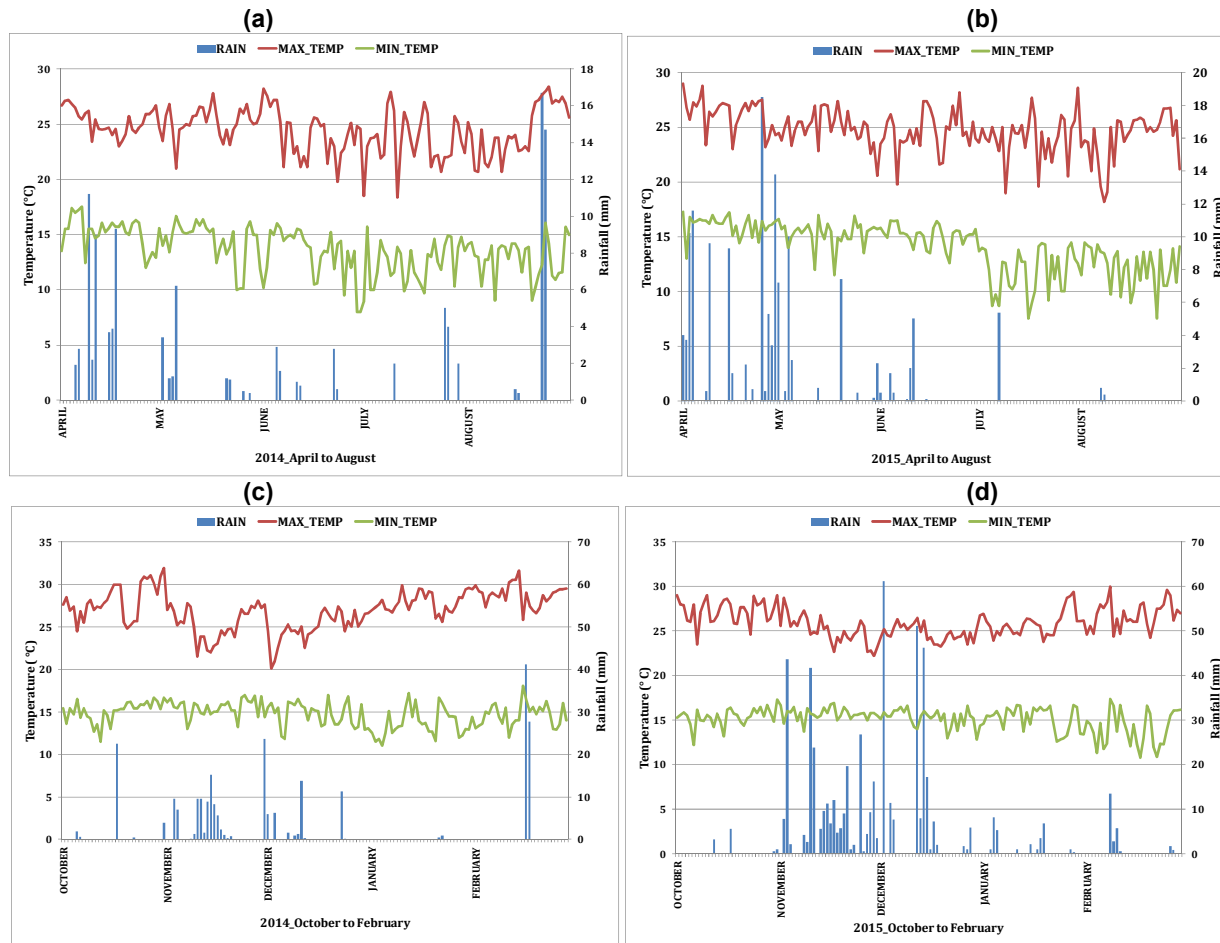 (a)
RAIN MAX_TEMP MIN_TEMP
30 18
25 16
20 14
15 12
10 10
5 8
0 6
4
2
0
Temperature (°C)
Rainfall (mm)
APRIL MAY JUNE JULY AUGUST
2014_April to August
(b)
RAIN MAX_TEMP MIN_TEMP
30 20
25 18
20 16
15 14
10 12
5 10
0 8
6
4
2
0
Temperature (°C)
Rainfall (mm)
APRIL MAY JUNE JULY AUGUST
2015_April to August
(c)
RAIN MAX_TEMP MIN_TEMP
35 70
30 60
25 50
20 40
15 30
10 20
5 10
0 0
Temperature ( °C)
Rainfall (mm)
OCTOBER NOVEMBER DECEMBER JANUARY FEBRUARY
2014_October to February
(d)
RAIN MAX_TEMP MIN_TEMP
35 70
30 60
25 50
20 40
15 30
10 20
5 10
0 0
Temperature (°C)
Rainfall (mm)
OCTOBER NOVEMBER DECEMBER JANUARY FEBRUARY
2015_October to February